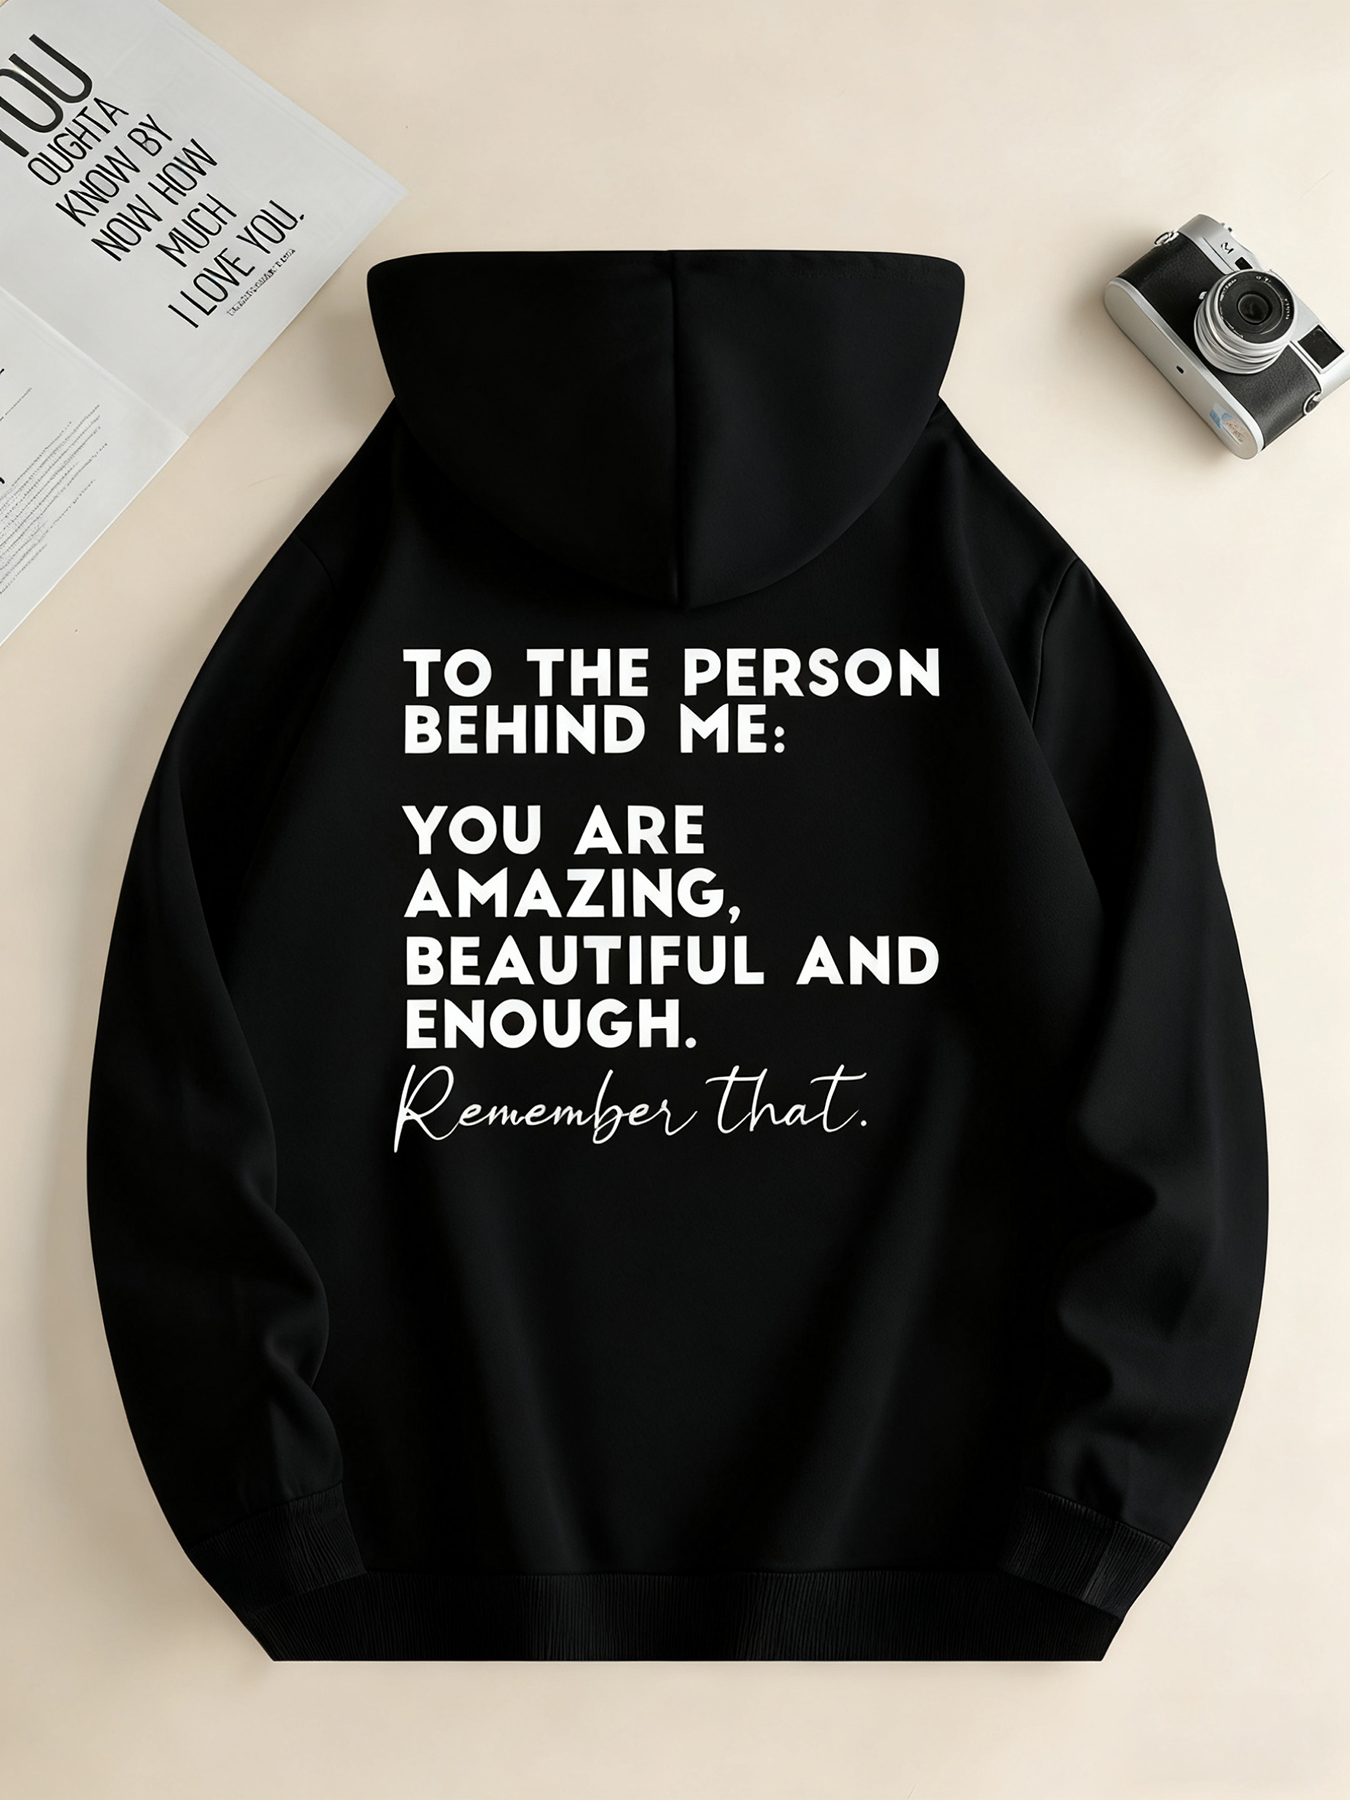 YOU
OUGHTA
KNOW BY
NOW HOW
MUCH
I LOVE YOU.
TO THE PERSON
BEHIND ME:
YOU ARE
AMAZING,
BEAUTIFUL AND
ENOUGH.
Remember that.